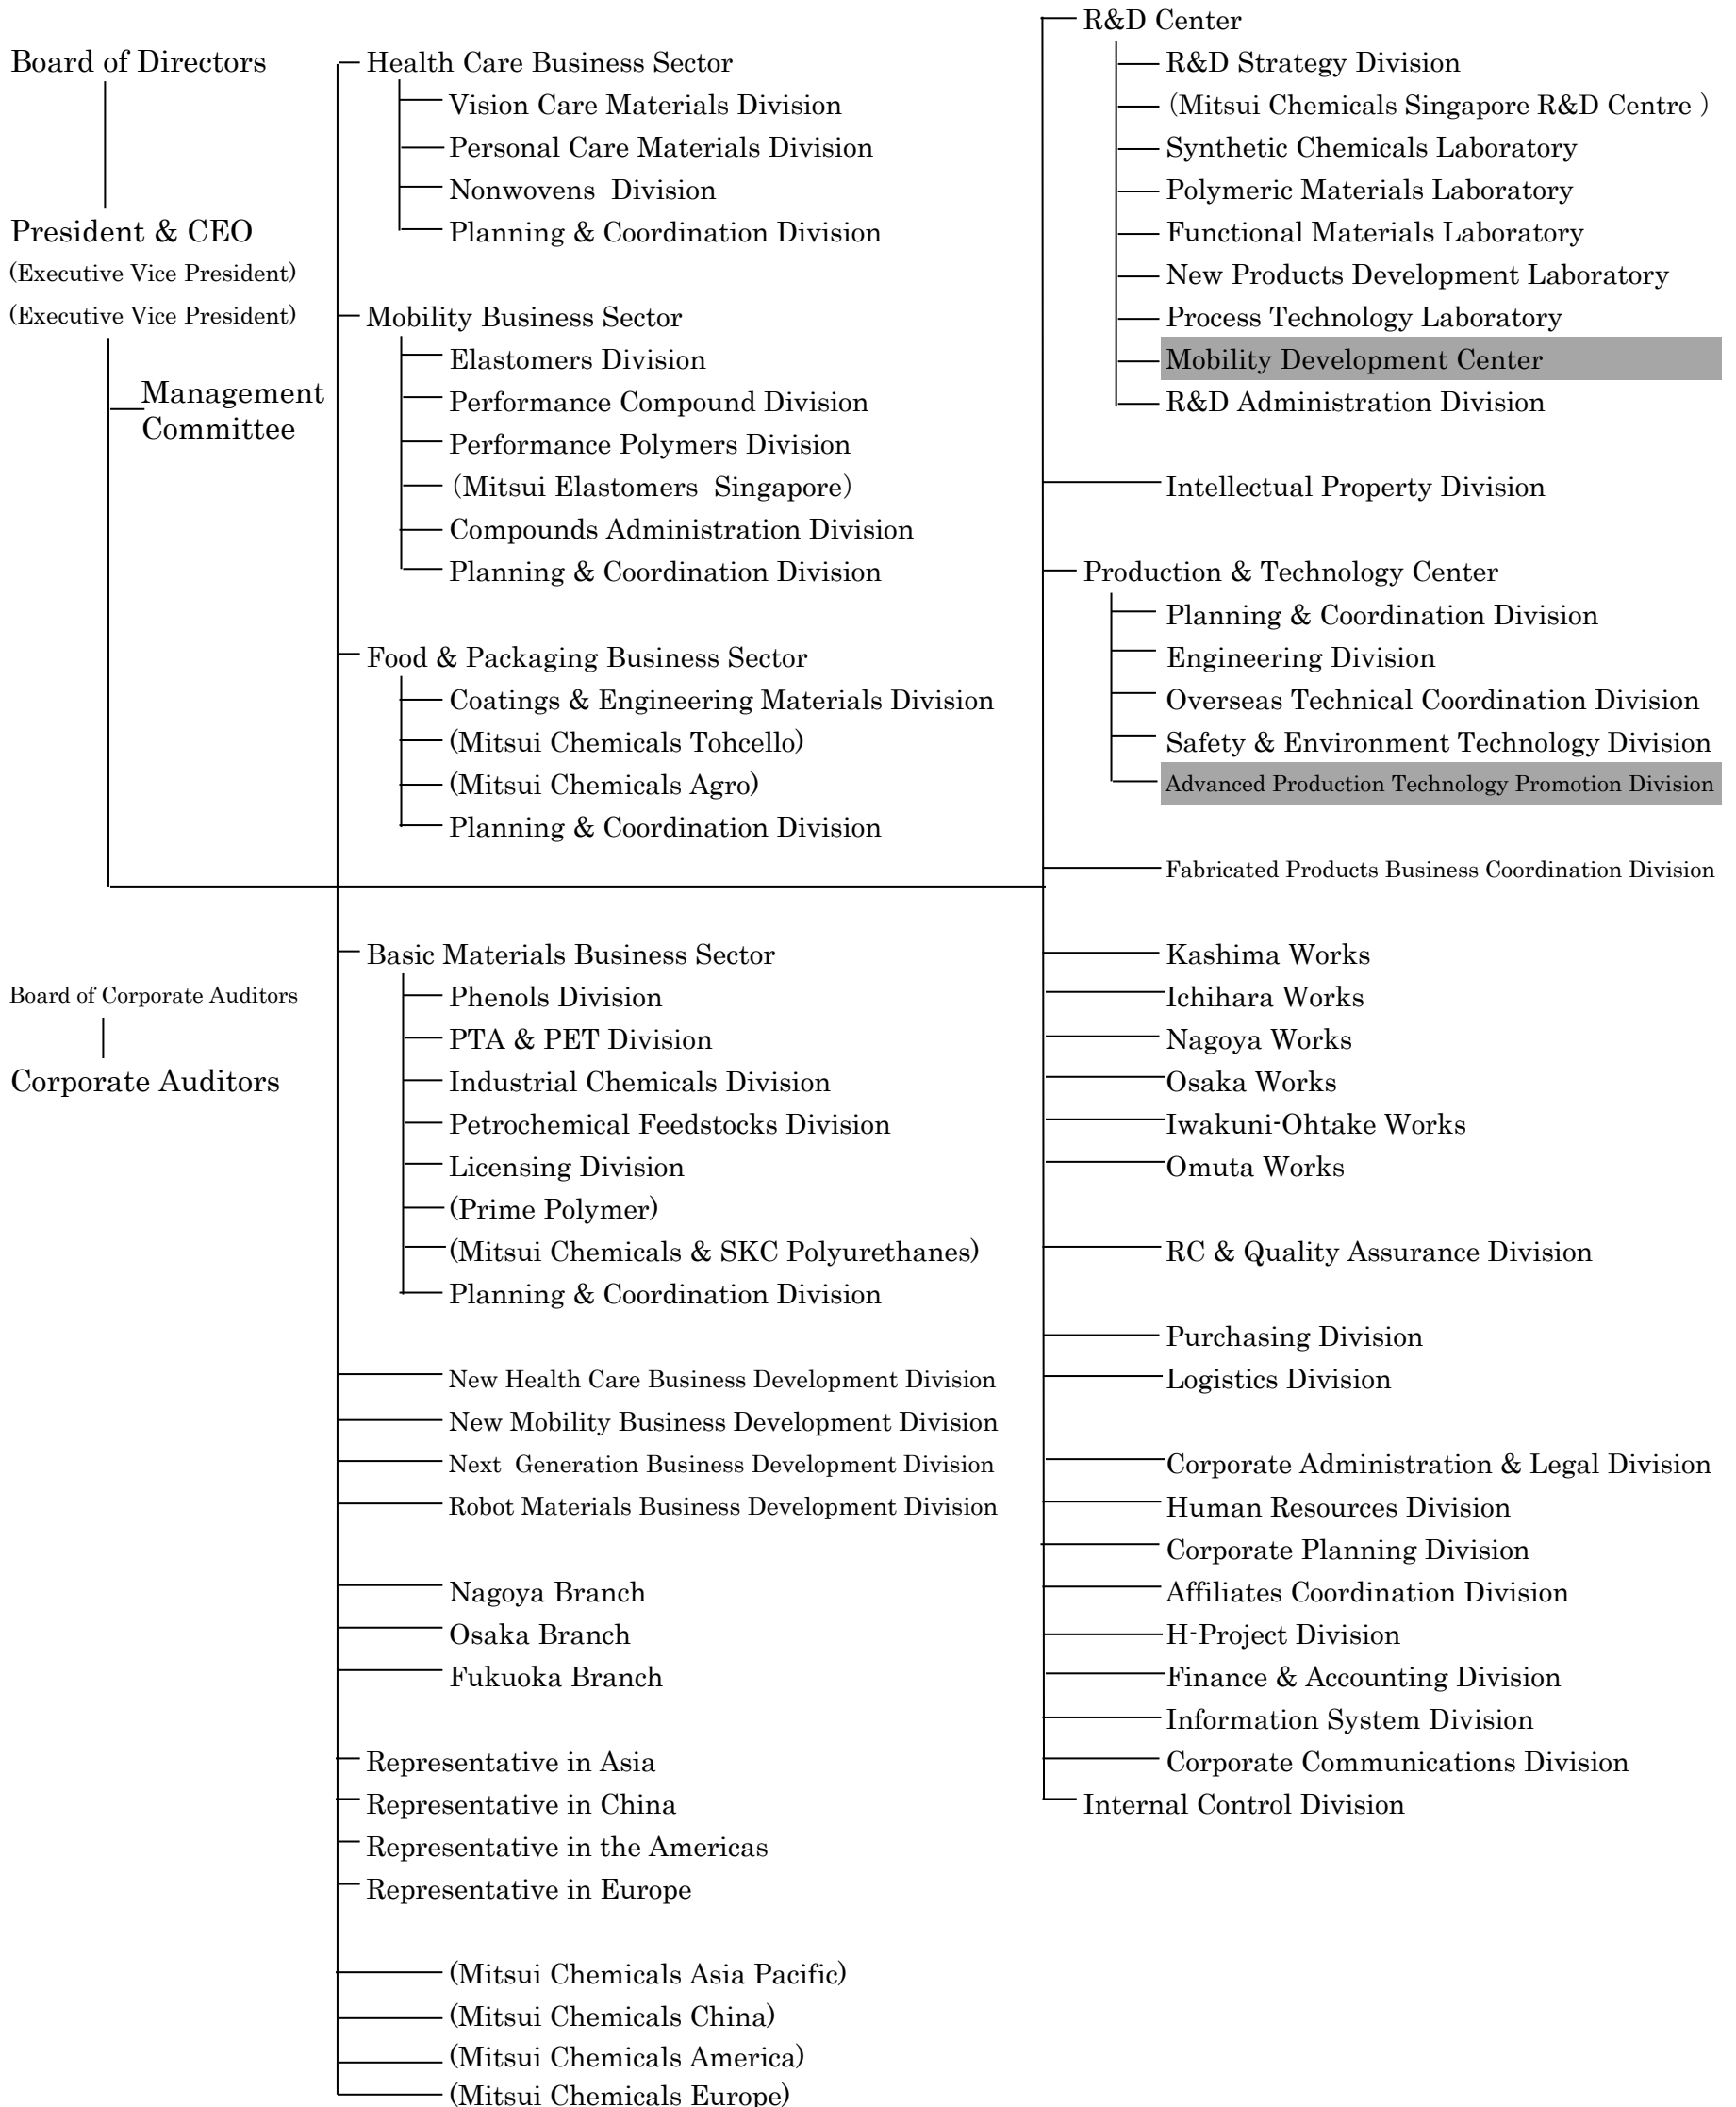 Board of Directors
President & CEO
(Executive Vice President)
(Executive Vice President)
Management
Committee
Board of Corporate Auditors
Corporate Auditors
Health Care Business Sector
Vision Care Materials Division
Personal Care Materials Division
Nonwovens Division
Planning & Coordination Division
Mobility Business Sector
Elastomers Division
Performance Compound Division
Performance Polymers Division
(Mitsui Elastomers Singapore)
Compounds Administration Division
Planning & Coordination Division
Food & Packaging Business Sector
Coatings & Engineering Materials Division
(Mitsui Chemicals Tohcello)
(Mitsui Chemicals Agro)
Planning & Coordination Division
Basic Materials Business Sector
Phenols Division
PTA & PET Division
Industrial Chemicals Division
Petrochemical Feedstocks Division
Licensing Division
(Prime Polymer)
(Mitsui Chemicals & SKC Polyurethanes)
Planning & Coordination Division
New Health Care Business Development Division
New Mobility Business Development Division
Next Generation Business Development Division
Robot Materials Business Development Division
Nagoya Branch
Osaka Branch
Fukuoka Branch
Representative in Asia
Representative in China
Representative in the Americas
Representative in Europe
(Mitsui Chemicals Asia Pacific)
(Mitsui Chemicals China)
(Mitsui Chemicals America)
(Mitsui Chemicals Europe)
R&D Center
R&D Strategy Division
(Mitsui Chemicals Singapore R&D Centre )
Synthetic Chemicals Laboratory
Polymeric Materials Laboratory
Functional Materials Laboratory
New Products Development Laboratory
Process Technology Laboratory
Mobility Development Center
R&D Administration Division
Intellectual Property Division
Production & Technology Center
Planning & Coordination Division
Engineering Division
Overseas Technical Coordination Division
Safety & Environment Technology Division
Advanced Production Technology Promotion Division
Fabricated Products Business Coordination Division
Kashima Works
Ichihara Works
Nagoya Works
Osaka Works
Iwakuni-Ohtake Works
Omuta Works
RC & Quality Assurance Division
Purchasing Division
Logistics Division
Corporate Administration & Legal Division
Human Resources Division
Corporate Planning Division
Affiliates Coordination Division
H-Project Division
Finance & Accounting Division
Information System Division
Corporate Communications Division
Internal Control Division